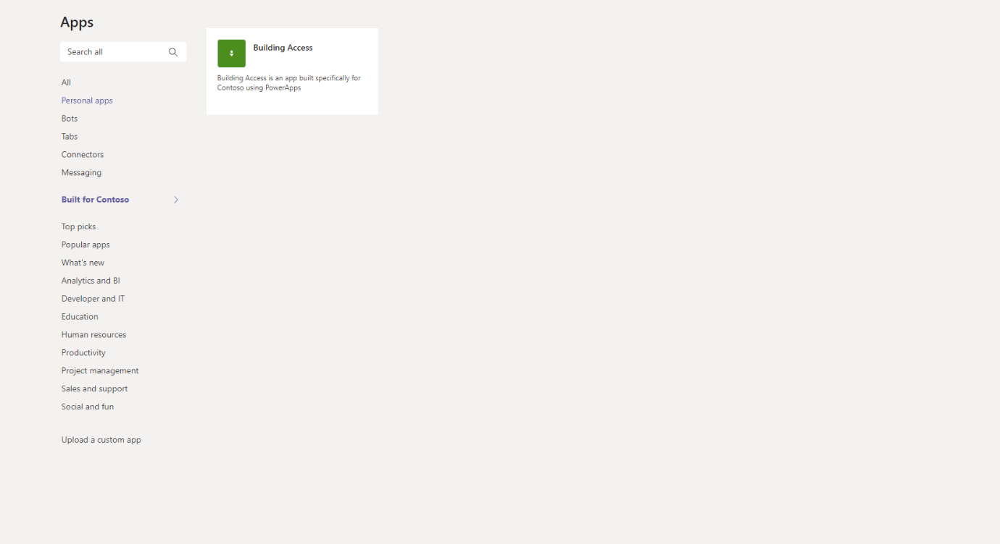 Apps
Search all
All
Personal apps
Bots
Tabs
Connectors
Messaging
Built for Contoso
Top picks
Popular apps
What's new
Analytics and BI
Developer and IT
Education
Human resources
Productivity
Project management
Sales and support
Social and fun
Upload a custom app
Building Access
Building Access is an app built specifically for
Contoso using PowerApps